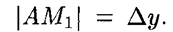 |AM₁| = Δy.